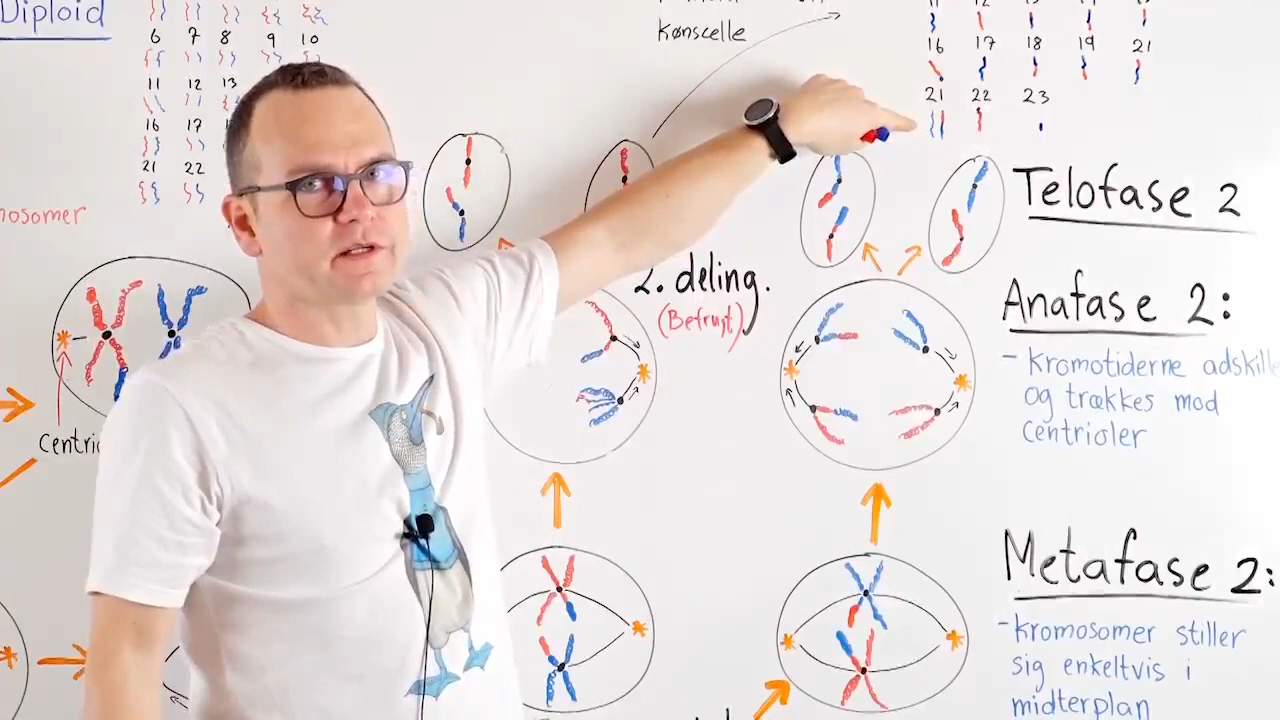 Diploid
6 7 8 9 10
11 12 13
16 17
21 22
mosomer
kønscelle
16 17 18 19 21
21 22 23
Telofase 2
2. deling.
(Befrugt)
Anafase 2:
- kromotiderne adskille
og trækkes mod
centrioler
centrio
Metafase 2:
- kromosomer stiller
sig enkeltvis i
midterplan